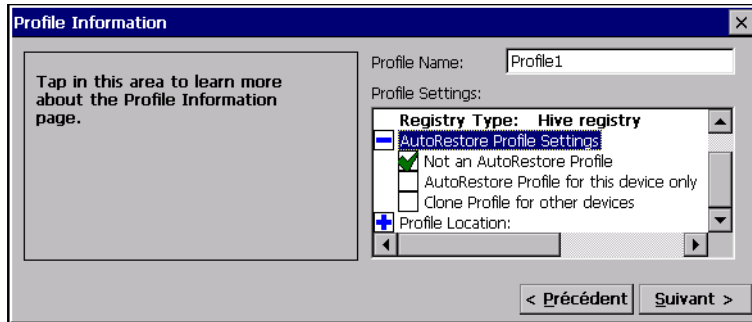 Profile Information
Tap in this area to learn more
about the Profile Information
page.
Profile Name: Profile1
Profile Settings:
Registry Type: Hive registry
AutoRestore Profile Settings
Not an AutoRestore Profile
AutoRestore Profile for this device only
Clone Profile for other devices
Profile Location:
< Précédent Suivant >